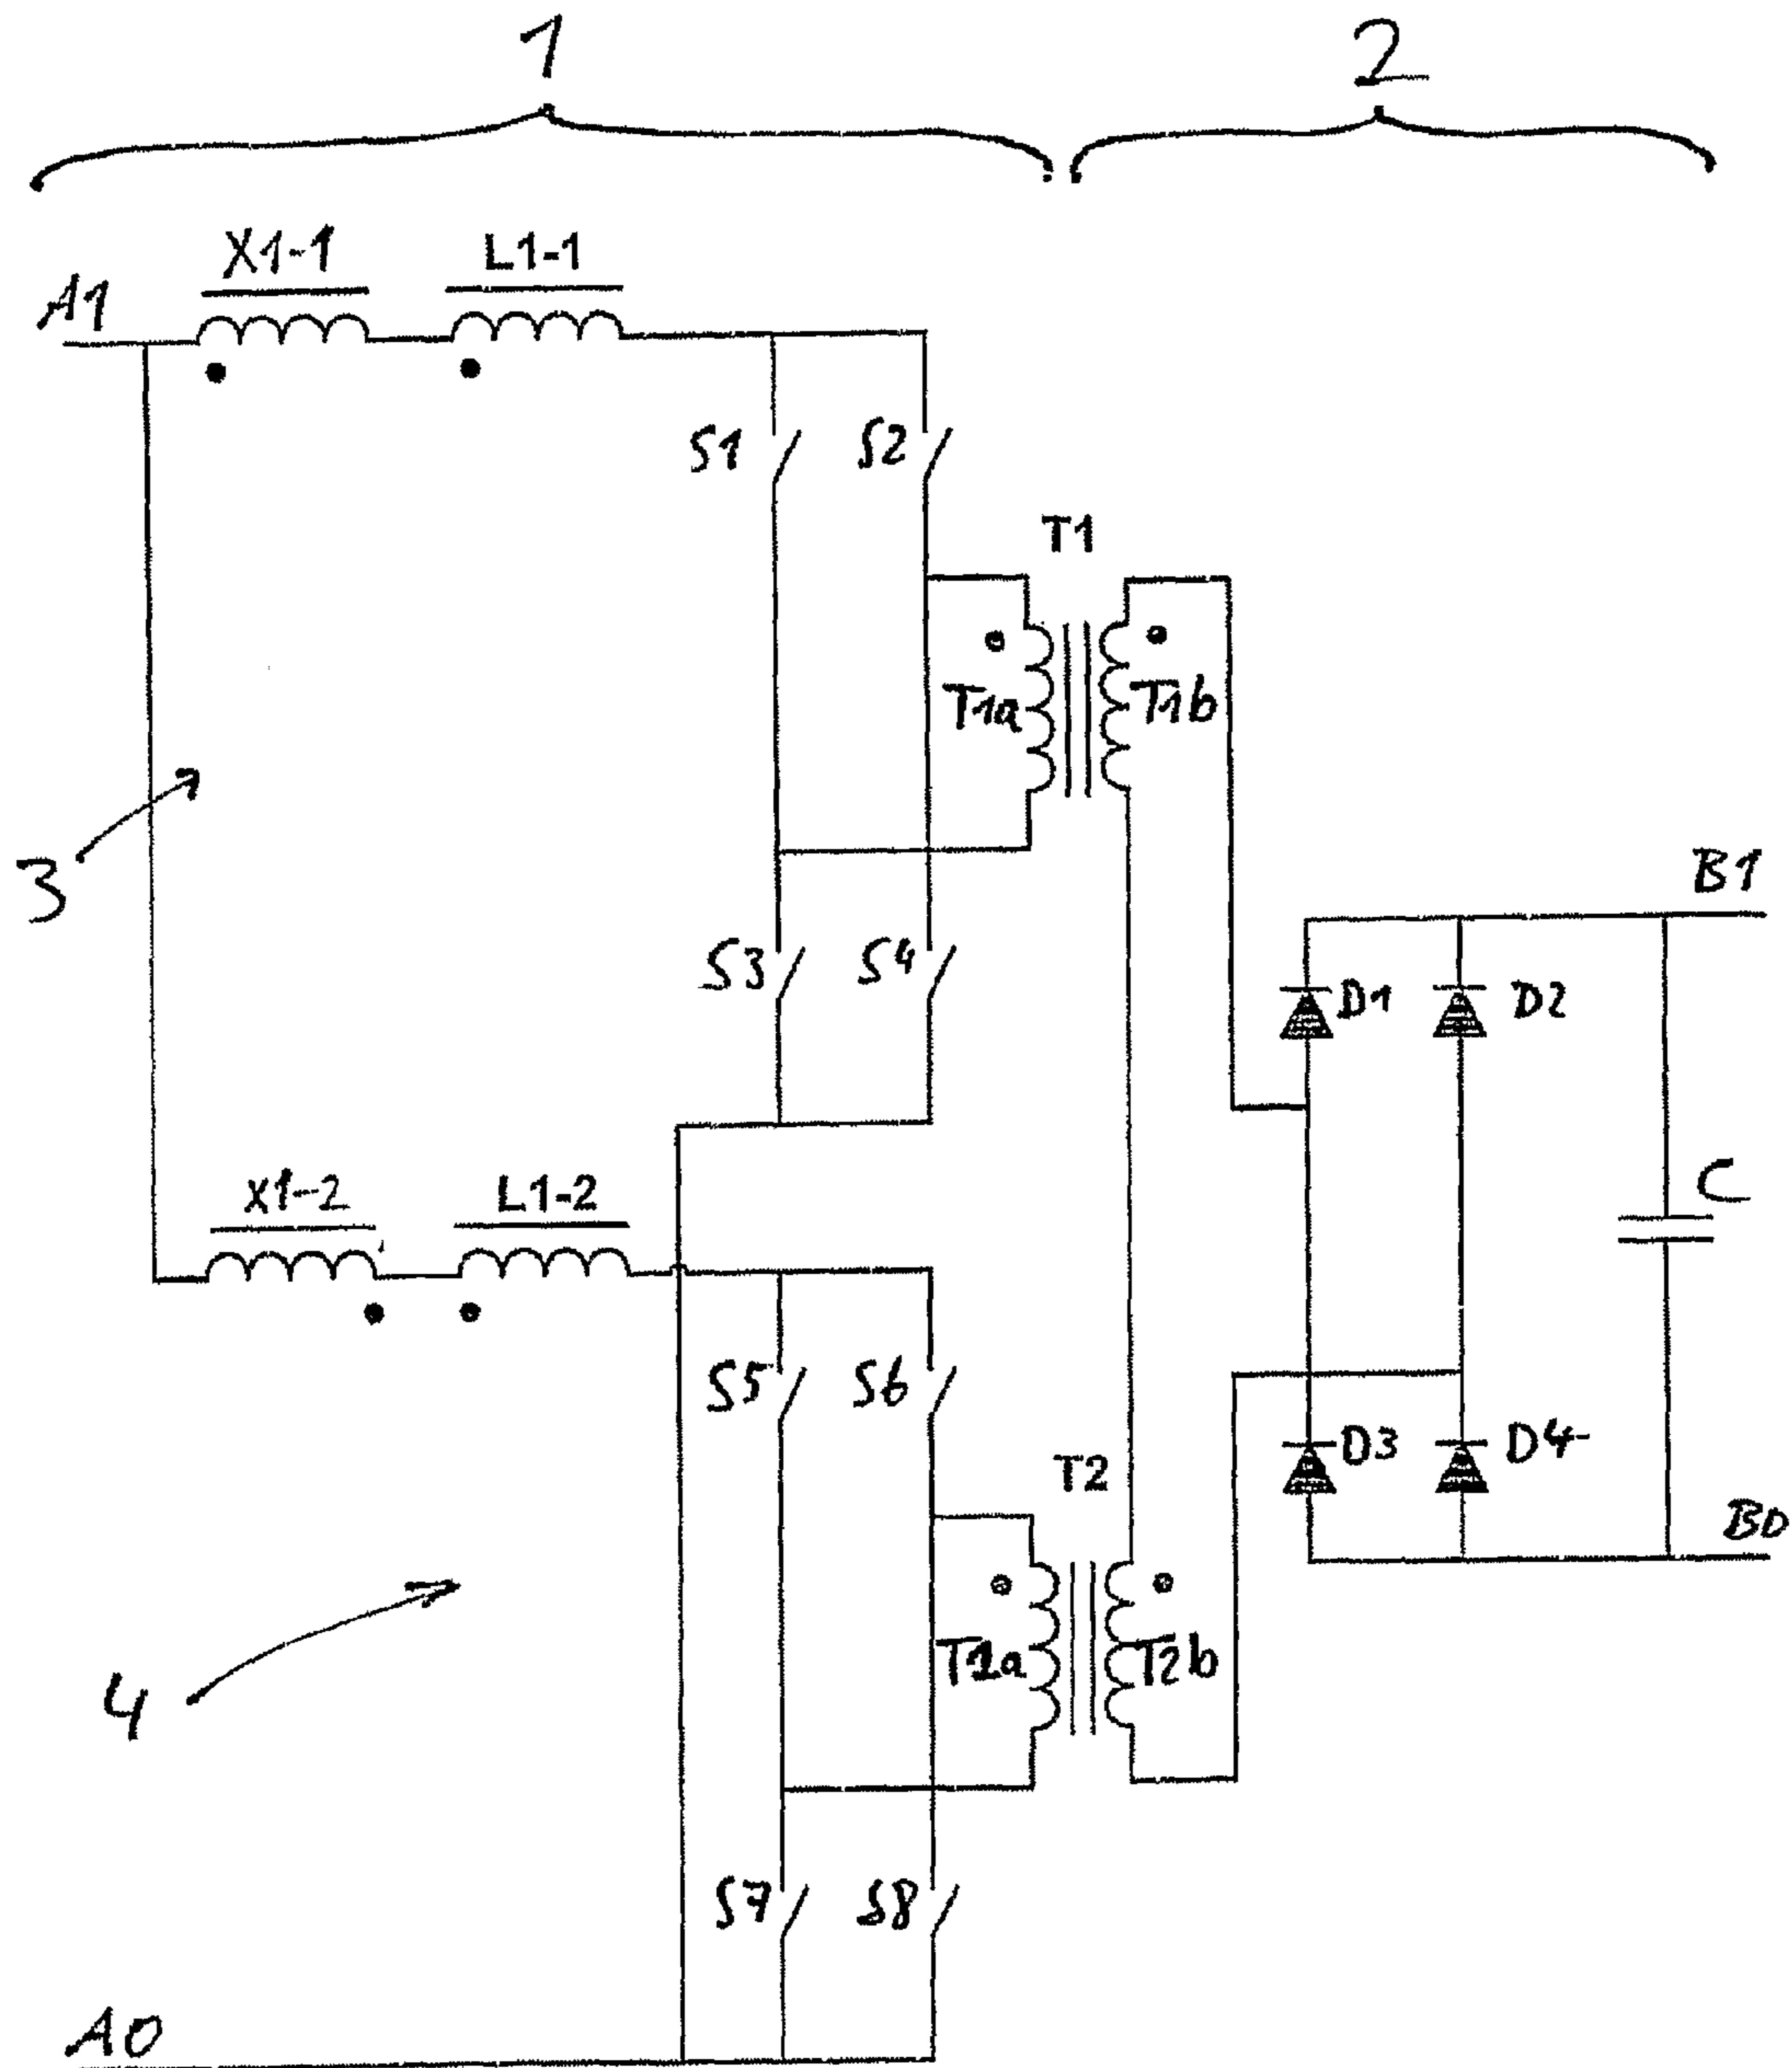 1
2
X1-1
L1-1
A1
S1
S2
T1
T1a
T1b
3
B1
S3
S4
D1
D2
X1-2
L1-2
C
S5
S6
D3
D4
T2
B0
T2a
T2b
4
S7
S8
A0